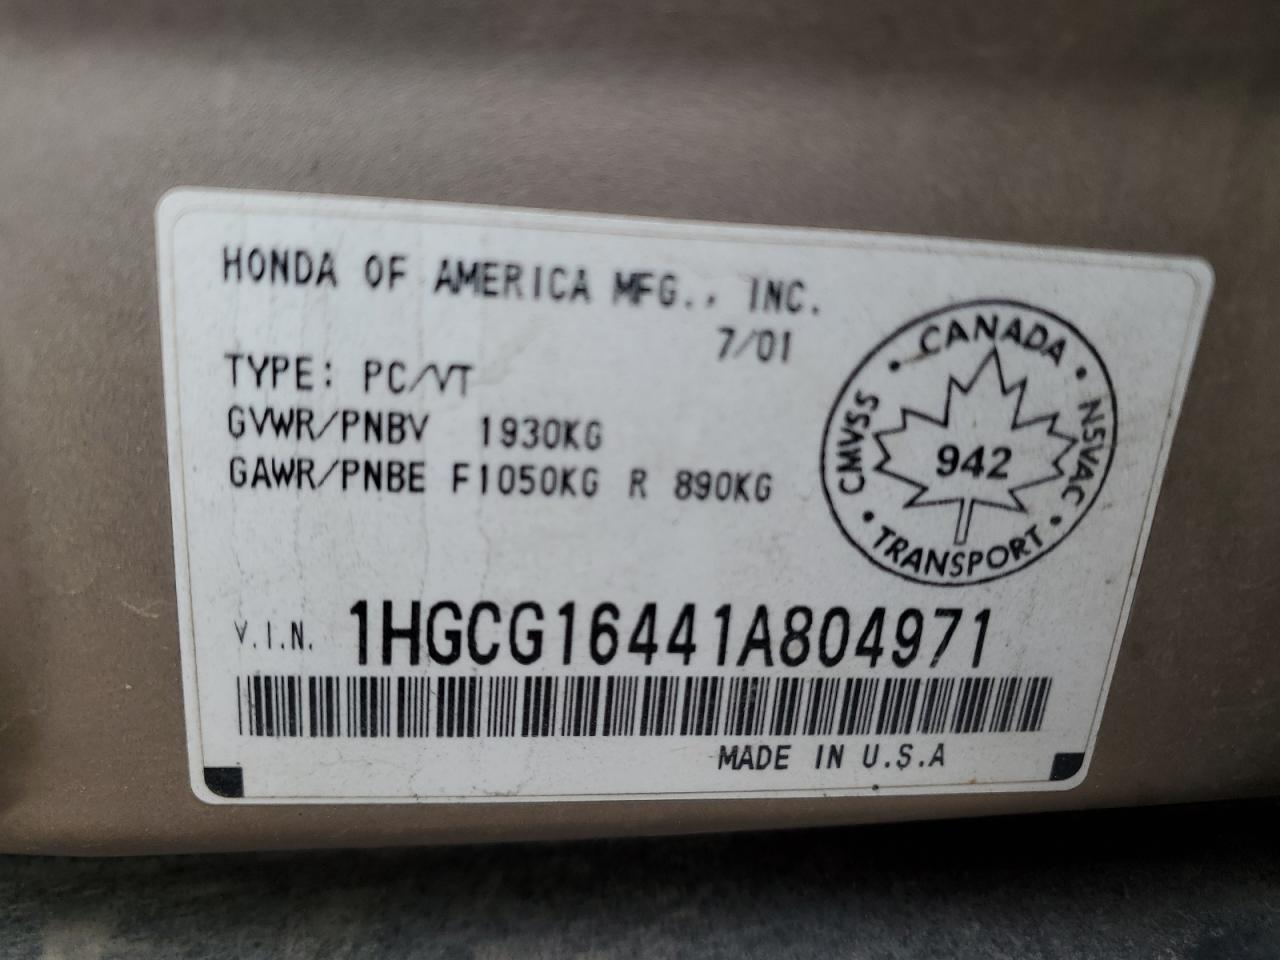 HONDA OF AMERICA MFG., INC.
7/01
TYPE: PC/VT
GVWR/PNBV 1930KG
GAWR/PNBE F1050KG R 890KG
CANADA • NSVAC • TRANSPORT • CMVSS •
942
V.I.N. 1HGCG16441A804971
MADE IN U.S.A